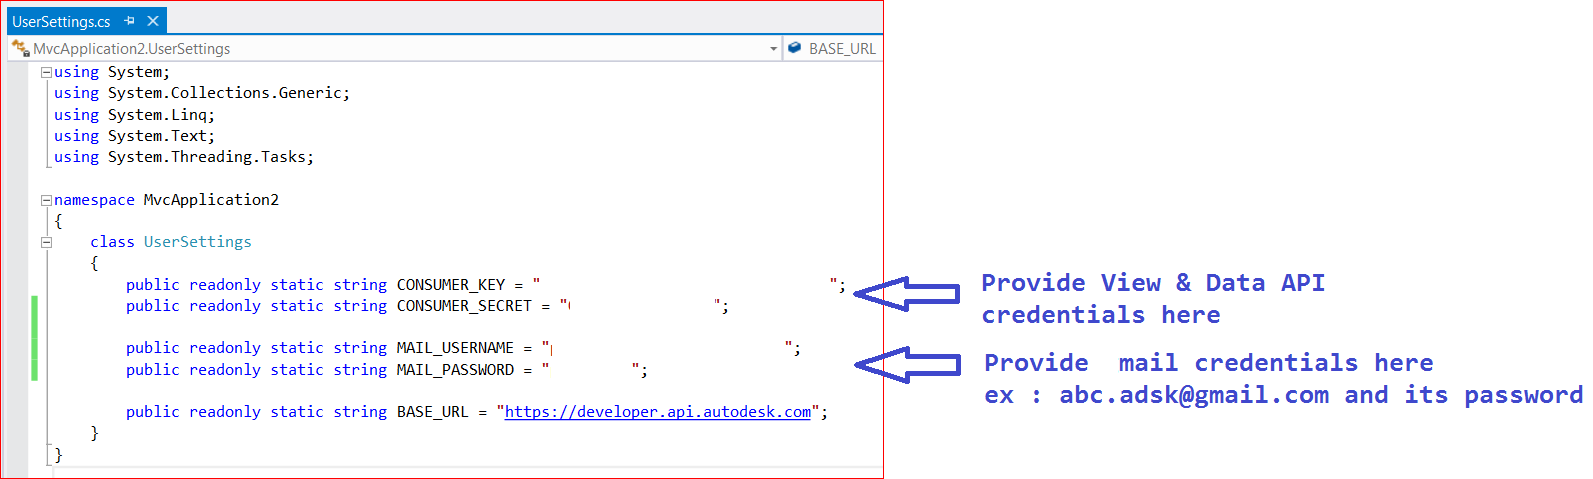 UserSettings.cs
MvcApplication2.UserSettings
BASE_URL
using System;
using System.Collections.Generic;
using System.Linq;
using System.Text;
using System.Threading.Tasks;
namespace MvcApplication2
{
class UserSettings
{
public readonly static string CONSUMER_KEY = " ";
public readonly static string CONSUMER_SECRET = " ";
public readonly static string MAIL_USERNAME = " ";
public readonly static string MAIL_PASSWORD = " ";
public readonly static string BASE_URL = "https://developer.api.autodesk.com";
}
}
Provide View & Data API
credentials here
Provide mail credentials here
ex : abc.adsk@gmail.com and its password